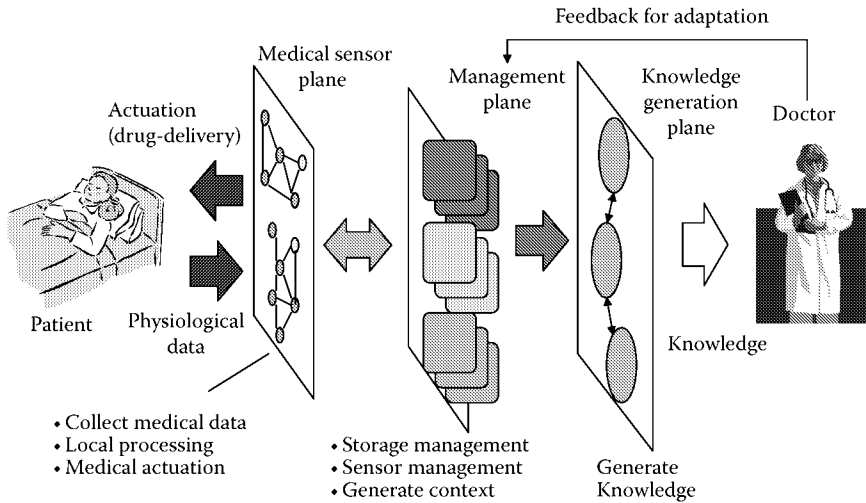 Feedback for adaptation
Medical sensor
plane
Management
plane
Knowledge
generation
plane
Doctor
Actuation
(drug-delivery)
Patient
Physiological
data
Knowledge
• Collect medical data
• Local processing
• Medical actuation
• Storage management
• Sensor management
• Generate context
Generate
Knowledge